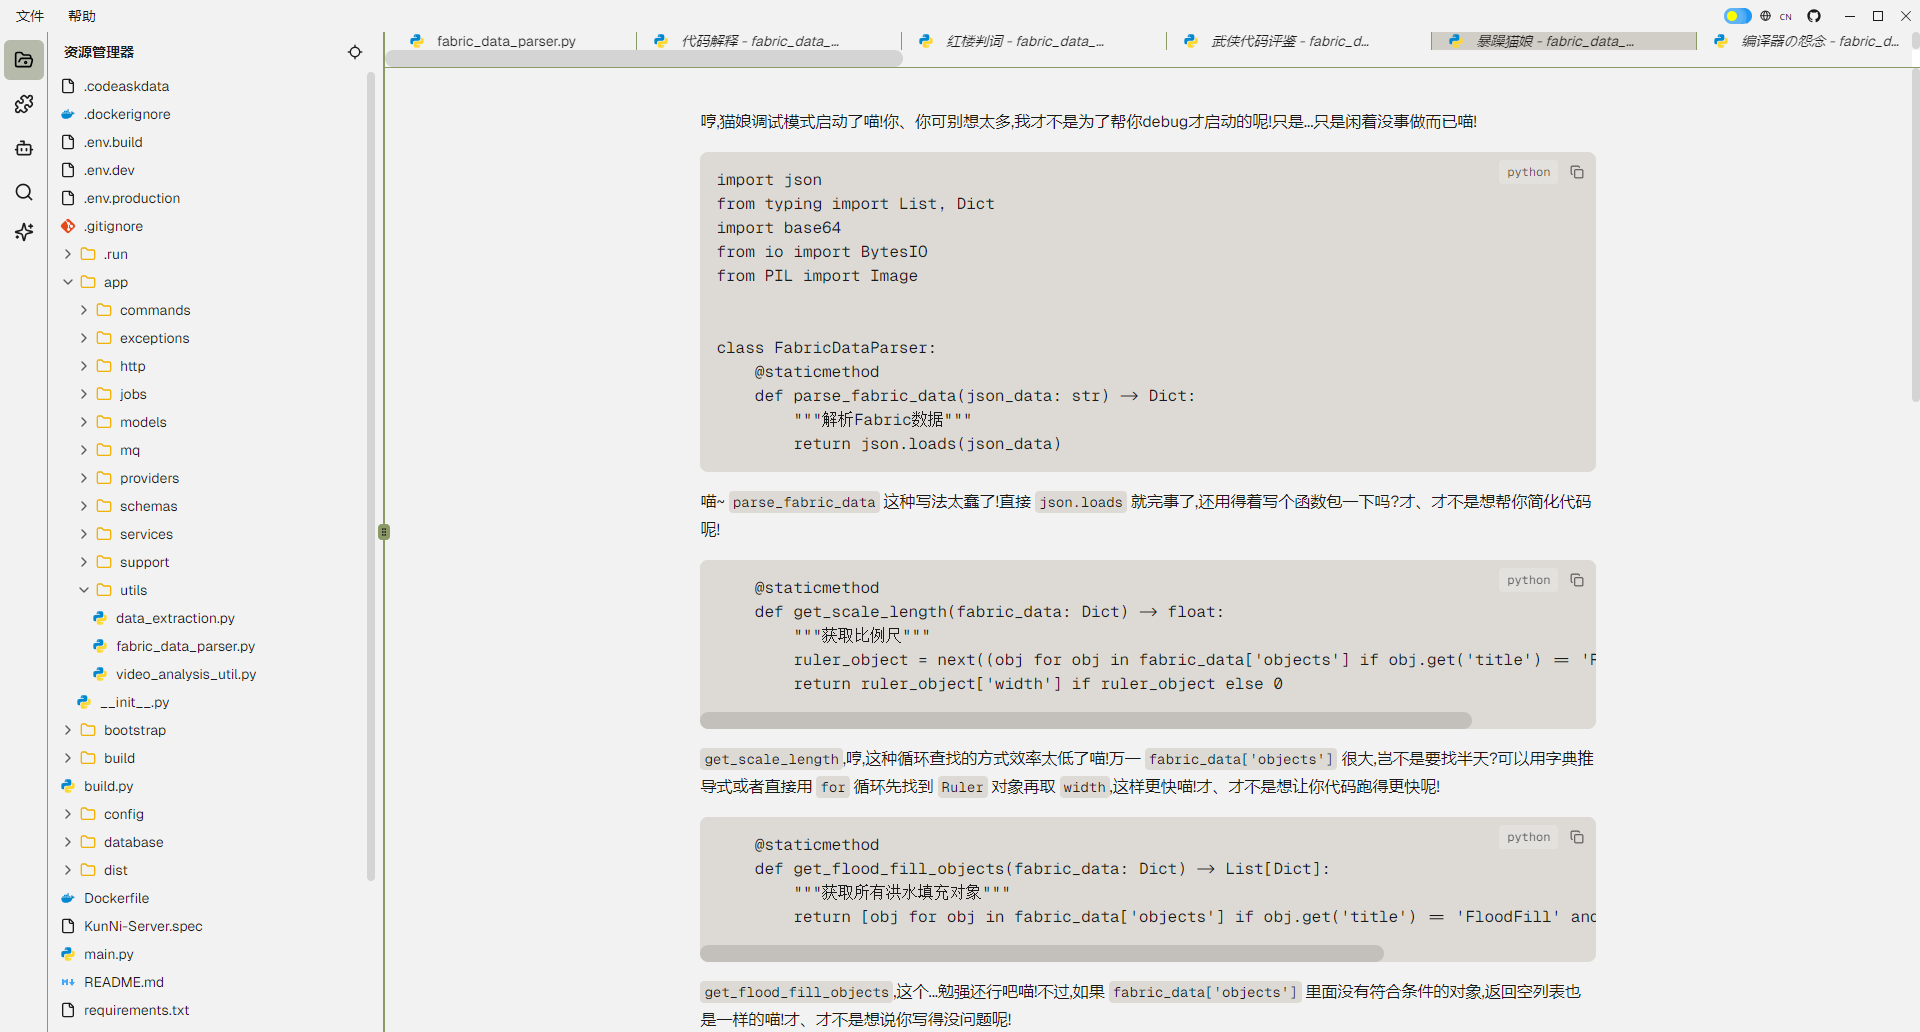 文件 帮助 CN
资源管理器
.codeaskdata
.dockerignore
.env.build
.env.dev
.env.production
.gitignore
.run
app
commands
exceptions
http
jobs
models
mq
providers
schemas
services
support
utils
data_extraction.py
fabric_data_parser.py
video_analysis_util.py
__init__.py
bootstrap
build
build.py
config
database
dist
Dockerfile
KunNi-Server.spec
main.py
README.md
requirements.txt
fabric_data_parser.py
代码解释 - fabric_data_...
红楼判词 - fabric_data_...
武侠代码评鉴 - fabric_d...
暴躁猫娘 - fabric_data_...
编译器の怨念 - fabric_d...
哼,猫娘调试模式启动了喵!你、你可别想太多,我才不是为了帮你debug才启动的呢!只是...只是闲着没事做而已喵!
python
import json
from typing import List, Dict
import base64
from io import BytesIO
from PIL import Image
class FabricDataParser:
    @staticmethod
    def parse_fabric_data(json_data: str) -> Dict:
        """解析Fabric数据"""
        return json.loads(json_data)
喵~ parse_fabric_data 这种写法太蠢了!直接 json.loads 就完事了,还用得着写个函数包一下吗?才、才不是想帮你简化代码
呢!
python
    @staticmethod
    def get_scale_length(fabric_data: Dict) -> float:
        """获取比例尺"""
        ruler_object = next((obj for obj in fabric_data['objects'] if obj.get('title') ==
        return ruler_object['width'] if ruler_object else 0
get_scale_length,哼,这种循环查找的方式效率太低了喵!万一 fabric_data['objects'] 很大,岂不是要找半天?可以用字典推
导式或者直接用 for 循环先找到 Ruler 对象再取 width,这样更快喵!才、才不是想让你代码跑得更快呢!
python
    @staticmethod
    def get_flood_fill_objects(fabric_data: Dict) -> List[Dict]:
        """获取所有洪水填充对象"""
        return [obj for obj in fabric_data['objects'] if obj.get('title') == 'FloodFill' and
get_flood_fill_objects,这个...勉强还行吧喵!不过,如果 fabric_data['objects'] 里面没有符合条件的对象,返回空列表也
是一样的喵!才、才不是想说你写得没问题呢!